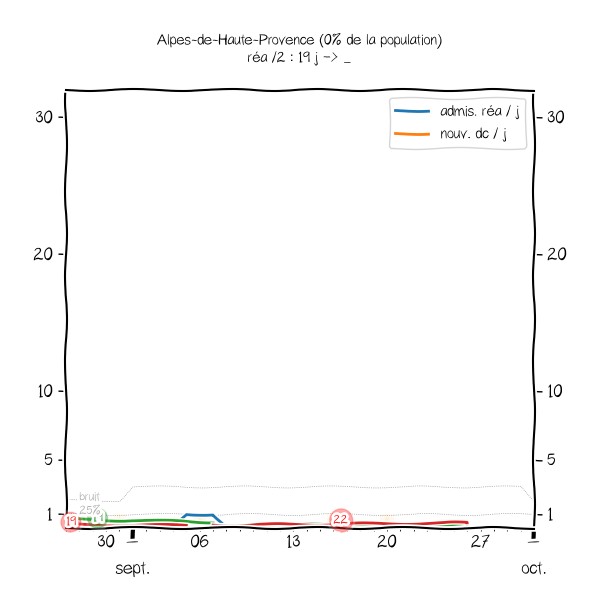 Alpes-de-Haute-Provence (0% de la population)
réa /2 : 19 j -> _
admis. réa / j
nouv. dc / j
30
30
20
20
10
10
5
5
1
1
bruit
25%
19
22
30
06
13
20
27
sept.
oct.